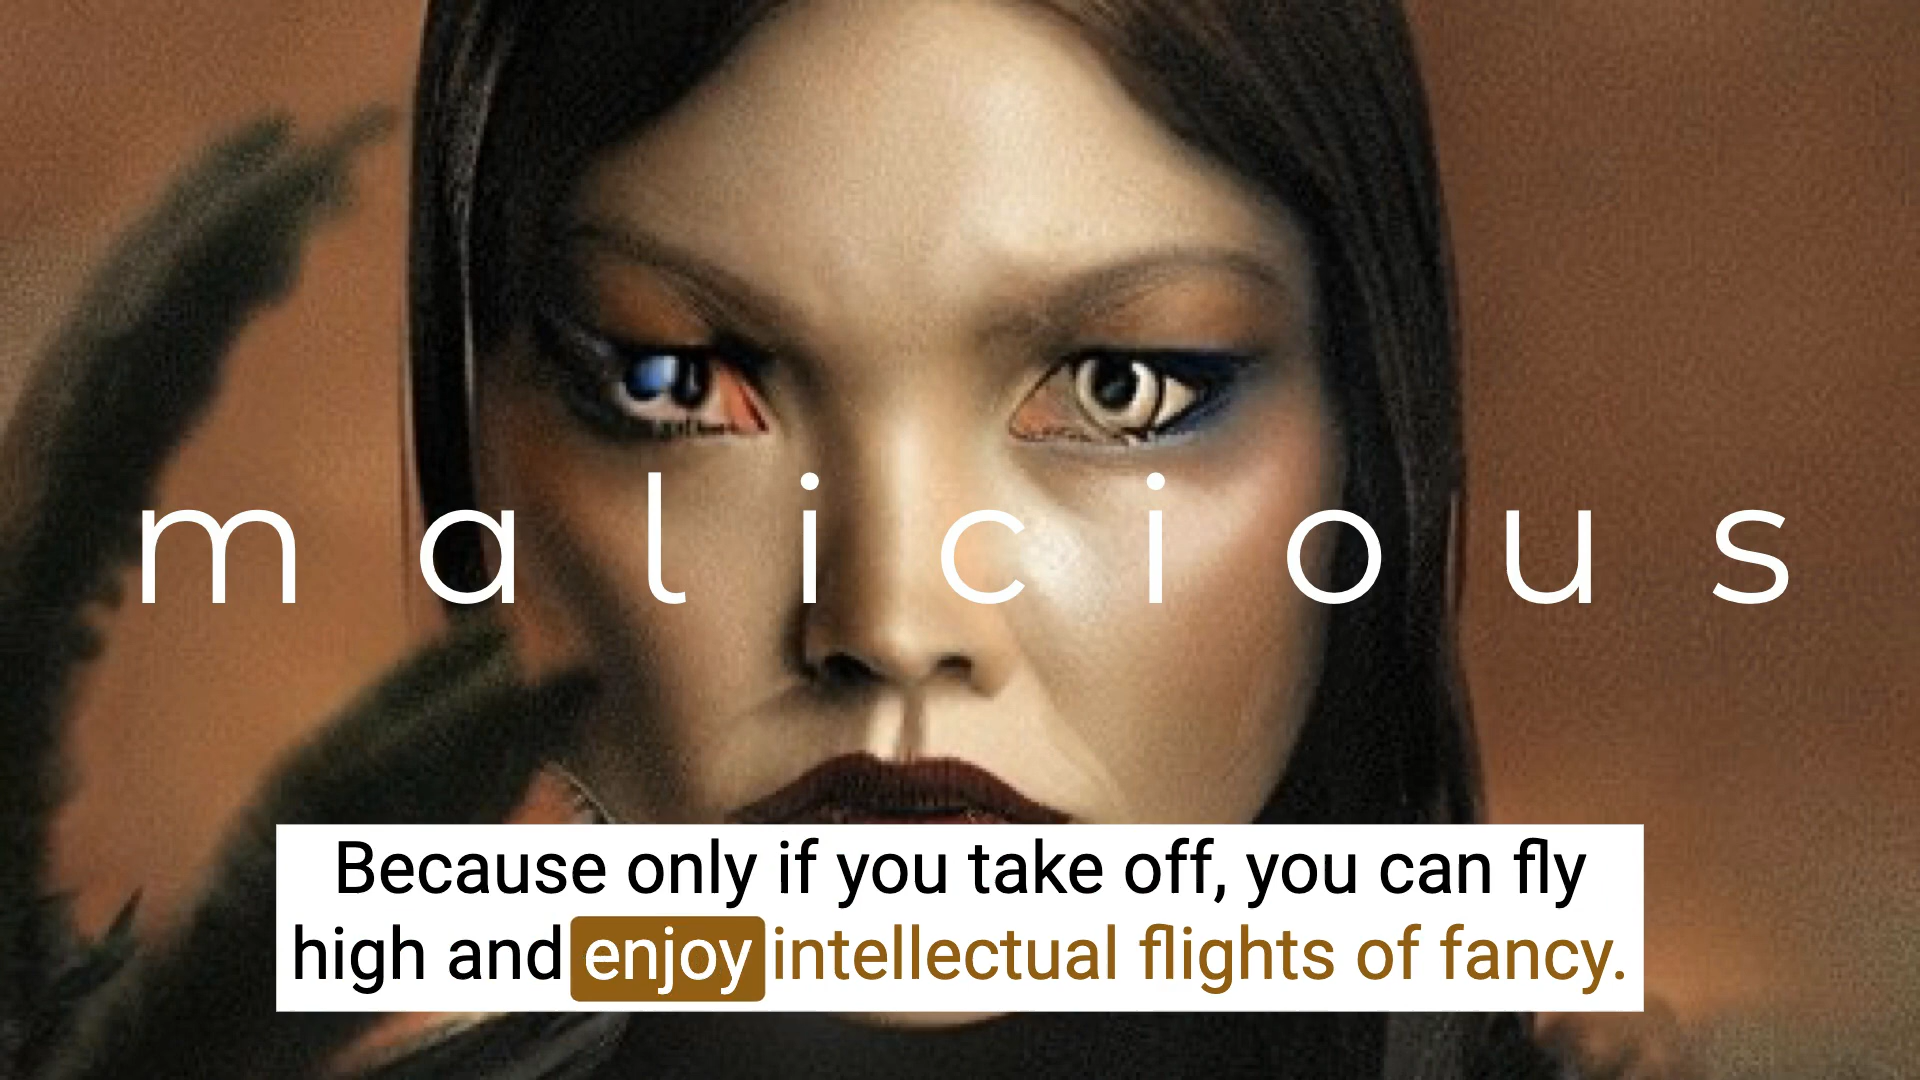 malicious
Because only if you take off, you can fly
high and enjoy intellectual flights of fancy.